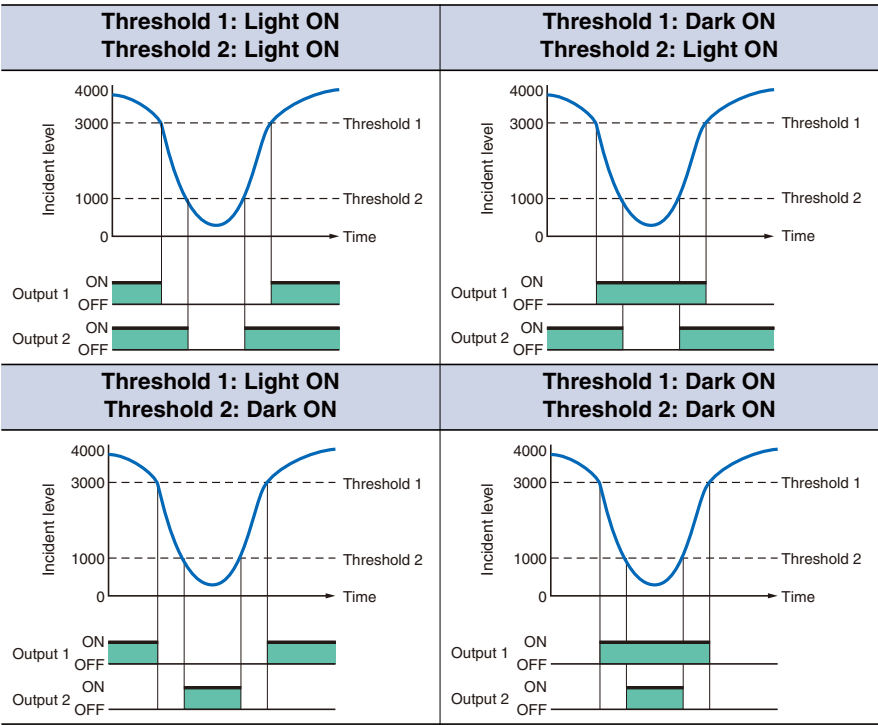 Threshold 1: Light ON
Threshold 2: Light ON
4000
3000
1000
0
Incident level
Threshold 1
Threshold 2
Time
Output 1
ON
OFF
Output 2
ON
OFF
Threshold 1: Dark ON
Threshold 2: Light ON
4000
3000
1000
0
Incident level
Threshold 1
Threshold 2
Time
Output 1
ON
OFF
Output 2
ON
OFF
Threshold 1: Light ON
Threshold 2: Dark ON
4000
3000
1000
0
Incident level
Threshold 1
Threshold 2
Time
Output 1
ON
OFF
Output 2
ON
OFF
Threshold 1: Dark ON
Threshold 2: Dark ON
4000
3000
1000
0
Incident level
Threshold 1
Threshold 2
Time
Output 1
ON
OFF
Output 2
ON
OFF